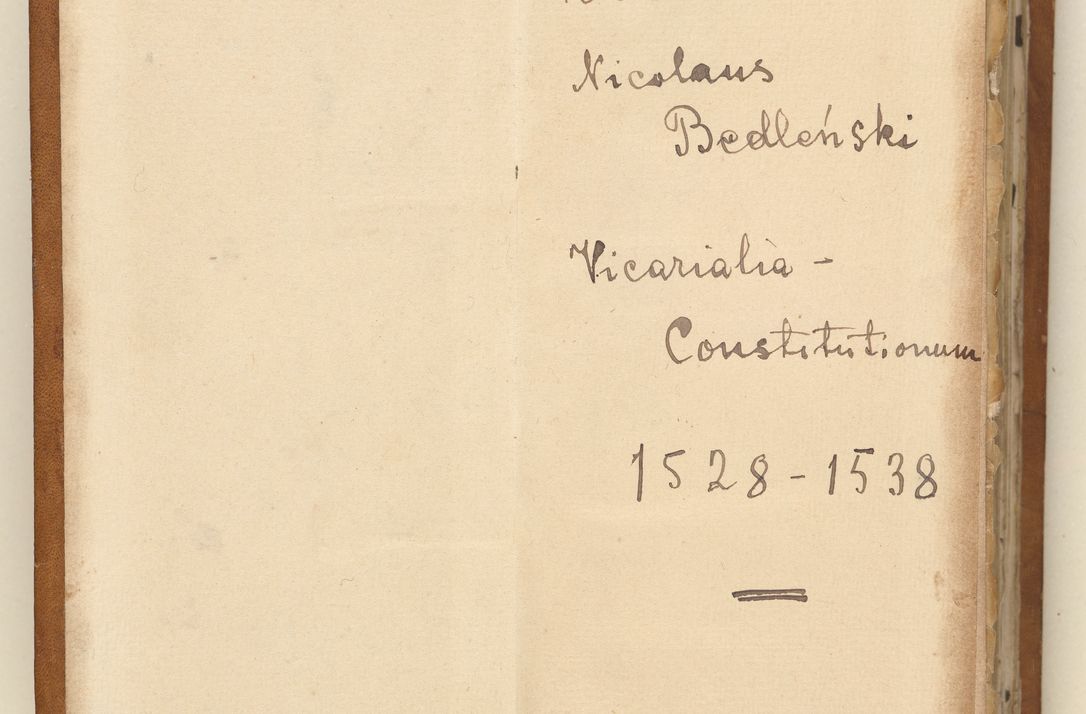 Nicolaus
Bedleński
Vicarialia -
Constitutionum
1528 - 1538